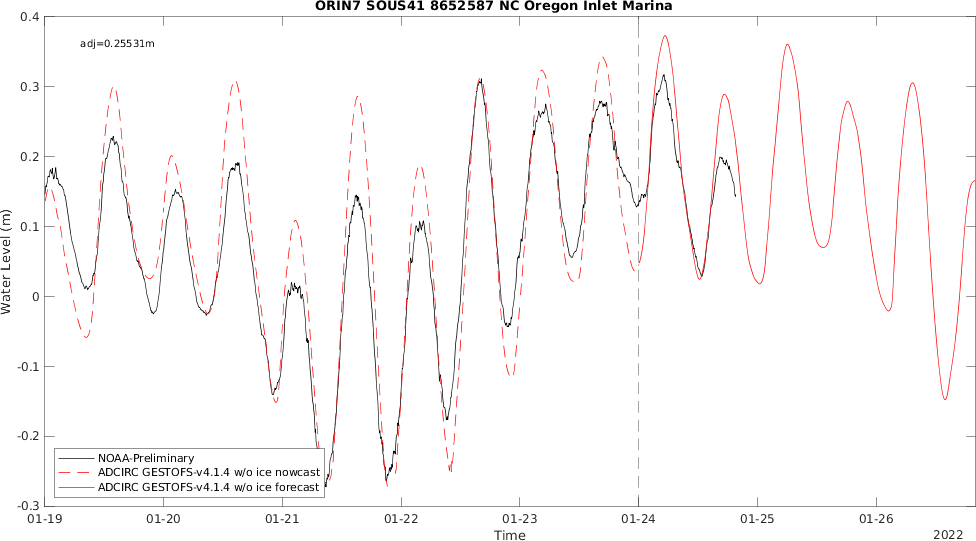 ORIN7 SOUS41 8652587 NC Oregon Inlet Marina
adj=0.25531m
0.4
0.3
0.2
0.1
0
-0.1
-0.2
-0.3
Water Level (m)
NOAA-Preliminary
ADCIRC GESTOFS-v4.1.4 w/o ice nowcast
ADCIRC GESTOFS-v4.1.4 w/o ice forecast
01-19 01-20 01-21 01-22 01-23 01-24 01-25 01-26
Time
2022